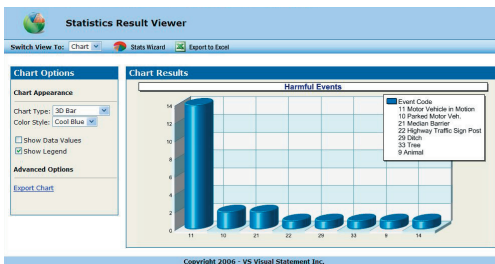 Statistics Result Viewer
Switch View To: Chart Stats Wizard Export to Excel
Chart Options
Chart Appearance
Chart Type: 3D Bar
Color Style: Cool Blue
Show Data Values
Show Legend
Advanced Options
Export Chart
Chart Results
Harmful Events
Event Code
11 Motor Vehicle in Motion
10 Parked Motor Veh.
21 Median Barrier
22 Highway Traffic Sign Post
29 Ditch
33 Tree
9 Animal
14
12
10
8
6
4
2
0
11 10 21 22 29 33 9 14
Copyright 2006 - VS Visual Statement Inc.